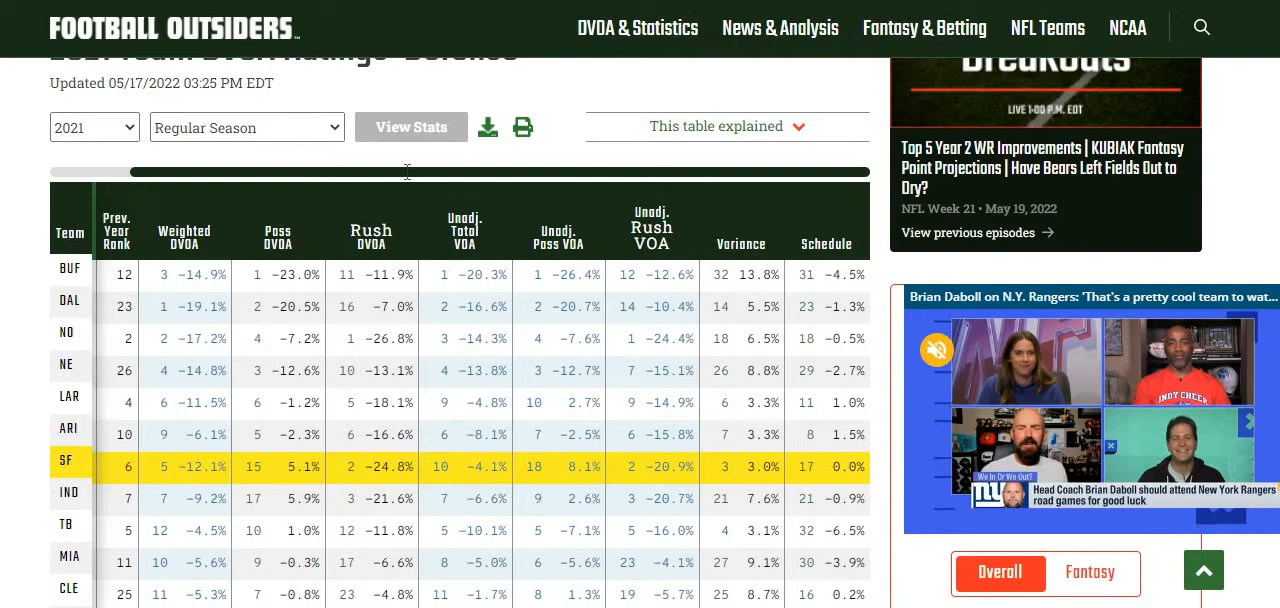 FOOTBALL OUTSIDERS
DVOA & Statistics News & Analysis Fantasy & Betting NFL Teams NCAA
2021 Team DVOA Ratings Defense
Updated 05/17/2022 03:25 PM EDT
2021 Regular Season View Stats This table explained
Team Prev. Year Rank Weighted DVOA Pass DVOA Rush DVOA Unadj. Total VOA Unadj. Pass VOA Unadj. Rush VOA Variance Schedule
BUF 12 3 -14.9% 1 -23.0% 11 -11.9% 1 -20.3% 1 -26.4% 12 -12.6% 32 13.8% 31 -4.5%
DAL 23 1 -19.1% 2 -20.5% 16 -7.0% 2 -16.6% 2 -20.7% 14 -10.4% 14 5.5% 23 -1.3%
NO 2 2 -17.2% 4 -7.2% 1 -26.8% 3 -14.3% 4 -7.6% 1 -24.4% 18 6.5% 18 -0.5%
NE 26 4 -14.8% 3 -12.6% 10 -13.1% 4 -13.8% 3 -12.7% 7 -15.1% 26 8.8% 29 -2.7%
LAR 4 6 -11.5% 6 -1.2% 5 -18.1% 9 -4.8% 10 2.7% 9 -14.9% 6 3.3% 11 1.0%
ARI 10 9 -6.1% 5 -2.3% 6 -16.6% 6 -8.1% 7 -2.5% 6 -15.8% 7 3.3% 8 1.5%
SF 6 5 -12.1% 15 5.1% 2 -24.8% 10 -4.1% 18 8.1% 2 -20.9% 3 3.0% 17 0.0%
IND 7 7 -9.2% 17 5.9% 3 -21.6% 7 -6.6% 9 2.6% 3 -20.7% 21 7.6% 21 -0.9%
TB 5 12 -4.5% 10 1.0% 12 -11.8% 5 -10.1% 5 -7.1% 5 -16.0% 4 3.1% 32 -6.5%
MIA 11 10 -5.6% 9 -0.3% 17 -6.6% 8 -5.0% 6 -5.6% 23 -4.1% 27 9.1% 30 -3.9%
CLE 25 11 -5.3% 7 -0.8% 23 -4.8% 11 -1.7% 8 1.3% 19 -5.7% 25 8.7% 16 0.2%
Breakouts
LIVE 1:00 P.M. EDT
Top 5 Year 2 WR Improvements | KUBIAK Fantasy
Point Projections | Have Bears Left Fields Out to
Dry?
NFL Week 21 • May 19, 2022
View previous episodes →
Brian Daboll on N.Y. Rangers: 'That's a pretty cool team to wat...
INDY CHEER
We In Or We Out?
ny
Head Coach Brian Daboll should attend New York Rangers
road games for good luck
Overall Fantasy